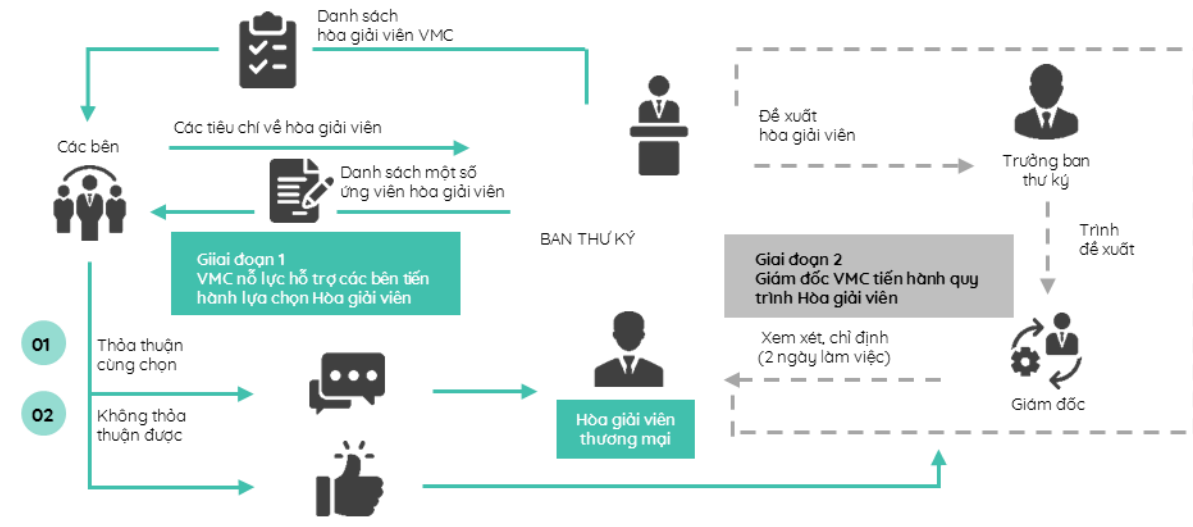 Danh sách
hòa giải viên VMC
Các tiêu chí về hòa giải viên
Các bên
Danh sách một số
ứng viên hòa giải viên
BAN THƯ KÝ
Đề xuất
hòa giải viên
Trưởng ban
thư ký
Trình
đề xuất
Giiai đoạn 1
VMC nỗ lực hỗ trợ các bên tiến
hành lựa chọn Hòa giải viên
Giai đoạn 2
Giám đốc VMC tiến hành quy
trình Hòa giải viên
01
Thỏa thuận
cùng chọn
02
Không thỏa
thuận được
Hòa giải viên
thương mại
Xem xét, chỉ định
(2 ngày làm việc)
Giám đốc